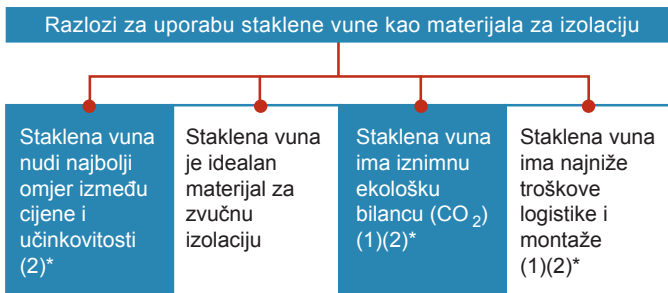 Razlozi za uporabu staklene vune kao materijala za izolaciju
Staklena vuna
nudi najbolji
omjer između
cijene i
učinkovitosti
(2)*
Staklena vuna
je idealan
materijal za
zvučnu
izolaciju
Staklena vuna
ima iznimnu
ekološku
bilancu (CO₂)
(1)(2)*
Staklena vuna
ima najniže
troškove
logistike i
montaže
(1)(2)*